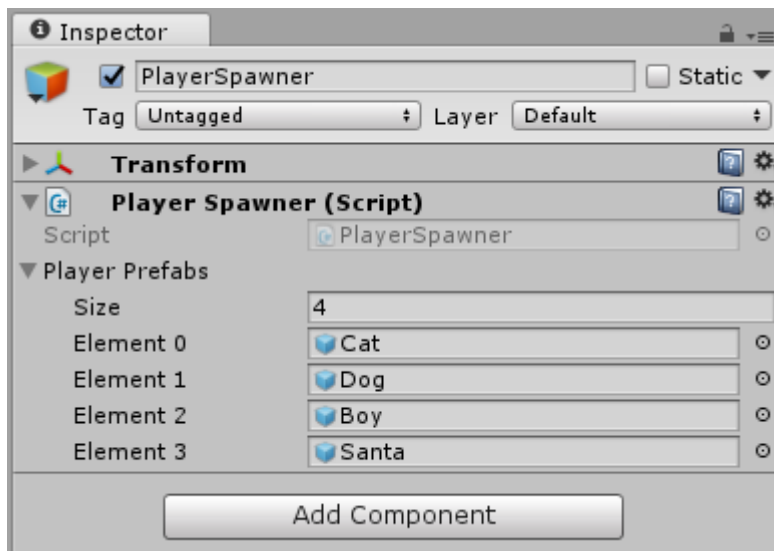 Inspector
PlayerSpawner Static
Tag Untagged Layer Default
Transform
Player Spawner (Script)
Script PlayerSpawner
Player Prefabs
Size 4
Element 0 Cat
Element 1 Dog
Element 2 Boy
Element 3 Santa
Add Component